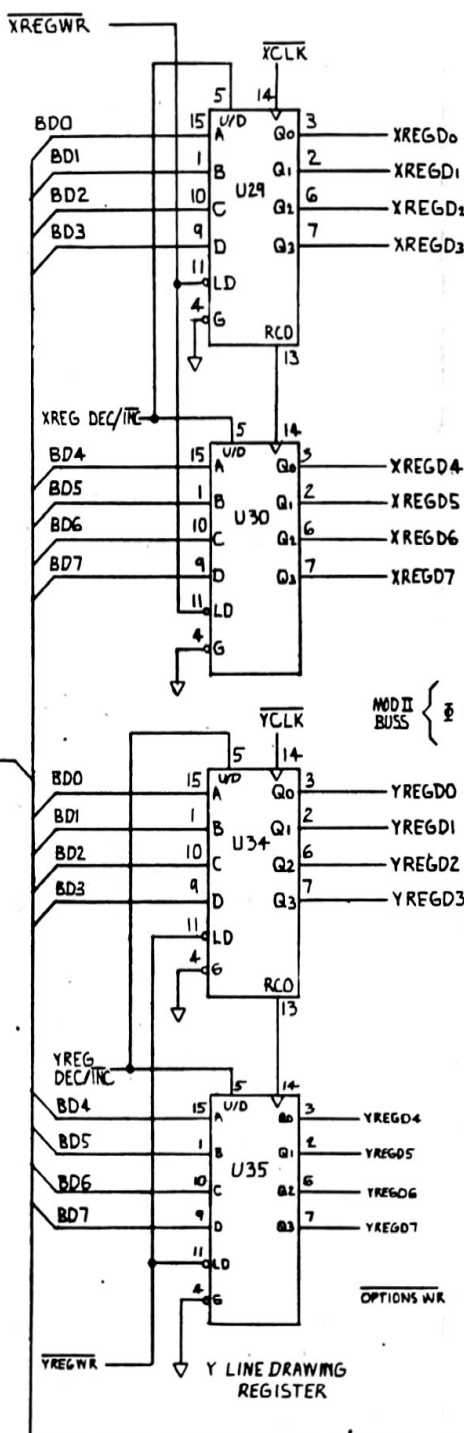 XREGWR
XCLK
5 14
BD0 15 A U/D Q0 3 XREGD0
BD1 1 B Q1 2 XREGD1
U29
BD2 10 C Q2 6 XREGD2
BD3 9 D Q3 7 XREGD3
11 LD
4 G
RCO
13
XREG DEC/INC 5 14
BD4 15 A U/D Q0 3 XREGD4
BD5 1 B Q1 2 XREGD5
U30
BD6 10 C Q2 6 XREGD6
BD7 9 D Q3 7 XREGD7
11 LD
4 G
MOD II
BUSS { Φ
YCLK
5 14
BD0 15 A U/D Q0 3 YREGD0
BD1 1 B Q1 2 YREGD1
U34
BD2 10 C Q2 6 YREGD2
BD3 9 D Q3 7 YREGD3
11 LD
4 G
RCO
13
YREG
DEC/INC 5 14
BD4 15 A U/D Q0 3 YREGD4
BD5 1 B Q1 2 YREGD5
U35
BD6 10 C Q2 6 YREGD6
BD7 9 D Q3 7 YREGD7
11 LD
4 G
OPTIONS WR
YREGWR
Y LINE DRAWING
REGISTER